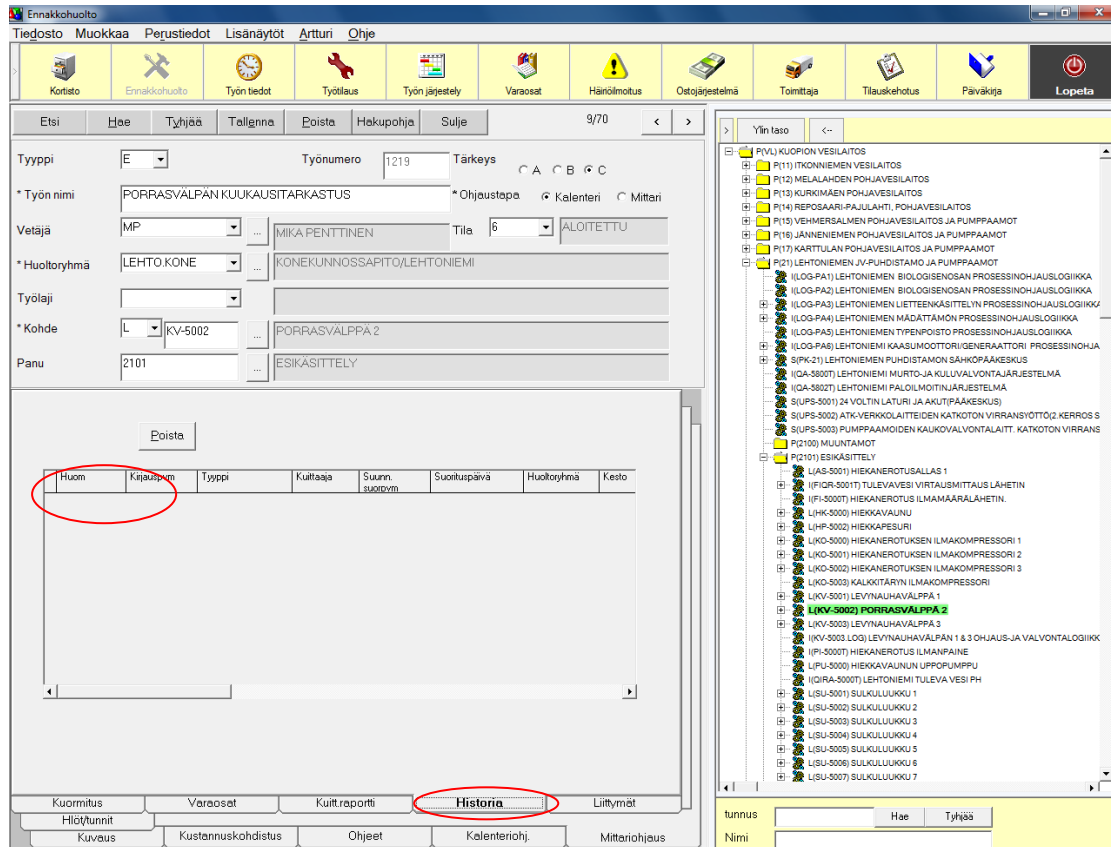 Ennakkohuolto
Tiedosto Muokkaa Perustiedot Lisänäytöt Artturi Ohje
Kortisto Ennakkohuolto Työn tiedot Työtilaus Työn järjestely Varaosat Häiriöilmoitus Ostojärjestelmä Toimittaja Tilauskehotus Päiväkirja Lopeta
Etsi Hae Tyhjää Tallenna Poista Hakupohja Sulje 9/70 < >
Tyyppi E Työnumero 1219 Tärkeys A B C
* Työn nimi PORRASVÄLPÄN KUUKAUSITARKASTUS * Ohjaustapa Kalenteri Mittari
Vetäjä MP ... MIKA PENTTINEN Tila 6 ALOITETTU
* Huoltoryhmä LEHTO.KONE ... KONEKUNNOSSAPITO/LEHTONIEMI
Työlaji
* Kohde L KV-5002 ... PORRASVÄLPPÄ 2
Panu 2101 ... ESIKÄSITTELY
Poista
Huom Kirjauspvm Tyyppi Kuittaaja Suunn. suorpvm Suorituspäivä Huoltoryhmä Kesto
Kuormitus Varaosat Kuitt.raportti Historia Liittymät
Hlöt/tunnit
Kuvaus Kustannuskohdistus Ohjeet Kalenteriohj. Mittariohjaus
> Ylin taso <--
P(VL) KUOPION VESILAITOS
P(11) ITKONNIEMEN VESILAITOS
P(12) MELALAHDEN POHJAVESILAITOS
P(13) KURKIMÄEN POHJAVESILAITOS
P(14) REPOSAARI-PAJULAHTI, POHJAVESILAITOS
P(15) VEHMERSALMEN POHJAVESILAITOS JA PUMPPAAMOT
P(16) JÄNNENIEMEN POHJAVESILAITOS JA PUMPPAAMOT
P(17) KARTTULAN POHJAVESILAITOS JA PUMPPAAMOT
P(21) LEHTONIEMEN JV-PUHDISTAMO JA PUMPPAAMOT
I(LOG-PA1) LEHTONIEMEN BIOLOGISENOSAN PROSESSINOHJAUSLOGIIKKA
I(LOG-PA2) LEHTONIEMEN BIOLOGISENOSAN PROSESSINOHJAUSLOGIIKKA
I(LOG-PA3) LEHTONIEMEN LIETTEENKÄSITTELYN PROSESSINOHJAUSLOGIIKKA
I(LOG-PA4) LEHTONIEMEN MÄDÄTTÄMÖN PROSESSINOHJAUSLOGIIKKA
I(LOG-PA5) LEHTONIEMEN TYPENPOISTO PROSESSINOHJAUSLOGIIKKA
I(LOG-PA6) LEHTONIEMI KAASUMOOTTORI/GENERAATTORI PROSESSINOHJA
S(PK-21) LEHTONIEMEN PUHDISTAMON SÄHKÖPÄÄKESKUS
I(QA-5800T) LEHTONIEMI MURTO-JA KULUVALVONTAJÄRJESTELMÄ
I(QA-5802T) LEHTONIEMI PALOILMOITINJÄRJESTELMÄ
S(UPS-5001) 24 VOLTIN LATURI JA AKUT(PÄÄKESKUS)
S(UPS-5002) ATK-VERKKOLAITTEIDEN KATKOTON VIRRANSYÖTTÖ(2.KERROS S
S(UPS-5003) PUMPPAAMOIDEN KAUKOVALVONTALAITT. KATKOTON VIRRANS
P(2100) MUUNTAMOT
P(2101) ESIKÄSITTELY
L(AS-5001) HIEKANEROTUSALLAS 1
I(FIQR-5001T) TULEVAVESI VIRTAUSMITTAUS LÄHETIN
I(FI-5000T) HIEKANEROTUS ILMAMÄÄRÄLÄHETIN.
L(HK-5000) HIEKKAVAUNU
L(HP-5002) HIEKKAPESURI
L(KO-5000) HIEKANEROTUKSEN ILMAKOMPRESSORI 1
L(KO-5001) HIEKANEROTUKSEN ILMAKOMPRESSORI 2
L(KO-5002) HIEKANEROTUKSEN ILMAKOMPRESSORI 3
L(KO-5003) KALKKITÄRYN ILMAKOMPRESSORI
L(KV-5001) LEVYNAUHAVÄLPPÄ 1
L(KV-5002) PORRASVÄLPPÄ 2
L(KV-5003) LEVYNAUHAVÄLPPÄ 3
I(KV-5003.LOG) LEVYNAUHAVÄLPÄN 1 & 3 OHJAUS-JA VALVONTALOGIIKK
I(PI-5000T) HIEKANEROTUS ILMANPAINE
L(PU-5000) HIEKKAVAUNUN UPPOPUMPPU
I(QIRA-5000T) LEHTONIEMI TULEVA VESI PH
L(SU-5001) SULKULUUKKU 1
L(SU-5002) SULKULUUKKU 2
L(SU-5003) SULKULUUKKU 3
L(SU-5004) SULKULUUKKU 4
L(SU-5005) SULKULUUKKU 5
L(SU-5006) SULKULUUKKU 6
L(SU-5007) SULKULUUKKU 7
tunnus Hae Tyhjää
Nimi